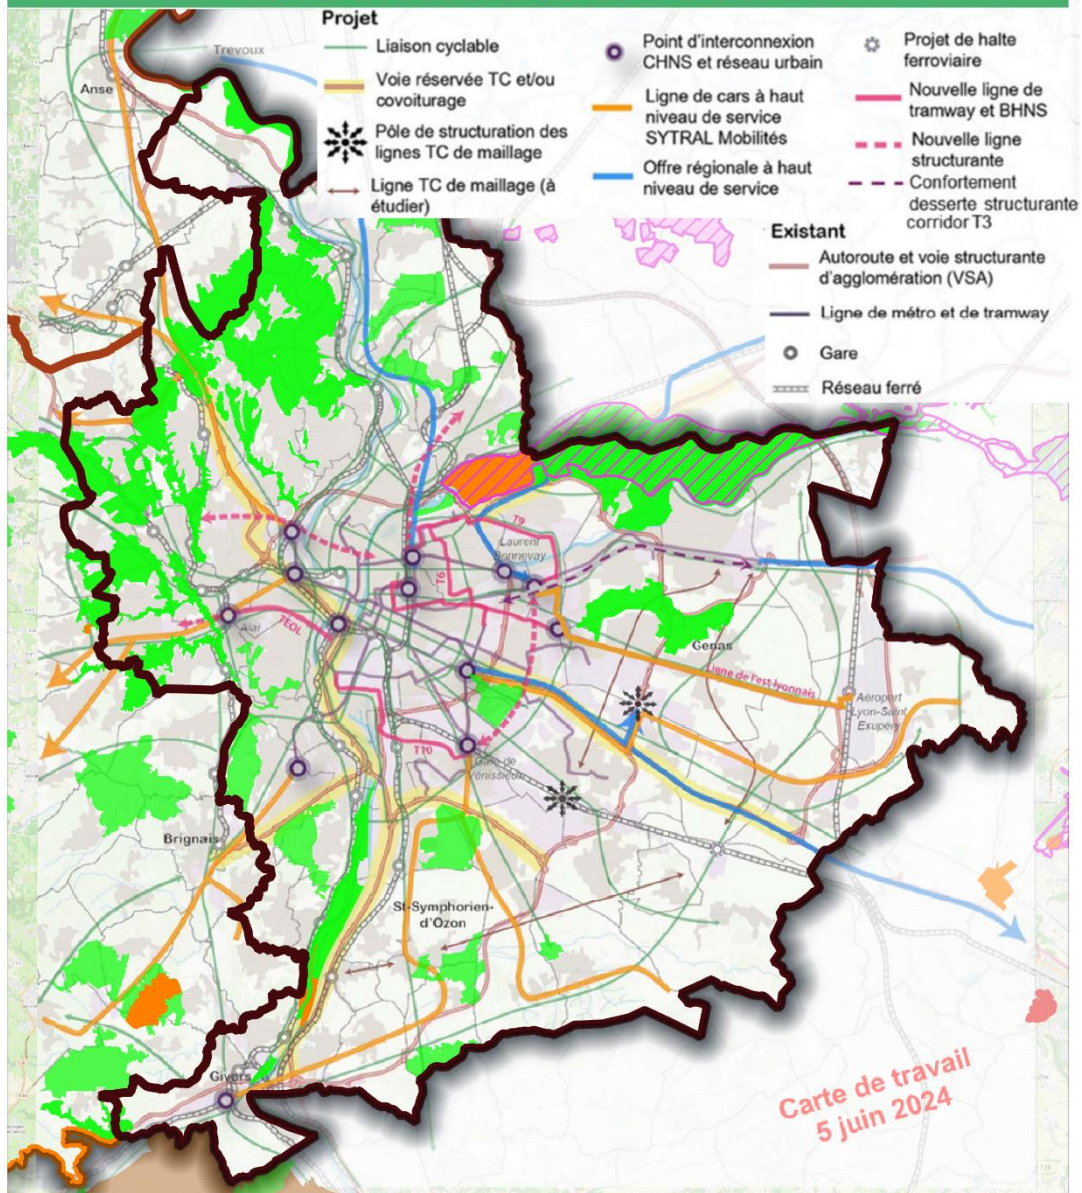 Projet
Liaison cyclable
Voie réservée TC et/ou
covoiturage
Pôle de structuration des
lignes TC de maillage
Ligne TC de maillage (à
étudier)
Point d'interconnexion
CHNS et réseau urbain
Ligne de cars à haut
niveau de service
SYTRAL Mobilités
Offre régionale à haut
niveau de service
Projet de halte
ferroviaire
Nouvelle ligne de
tramway et BHNS
Nouvelle ligne
structurante
Confortement
desserte structurante
corridor T3
Existant
Autoroute et voie structurante
d'agglomération (VSA)
Ligne de métro et de tramway
Gare
Réseau ferré
Trevoux
Anse
T9
Laurent
Bonnevay
T6
TEOL
Alaï
Genas
Ligne de l'est lyonnais
Aéroport
Lyon-Saint
Exupéry
T10
Gare de
Vénissieux
Brignais
St-Symphorien-
d'Ozon
Givors
Carte de travail
5 juin 2024